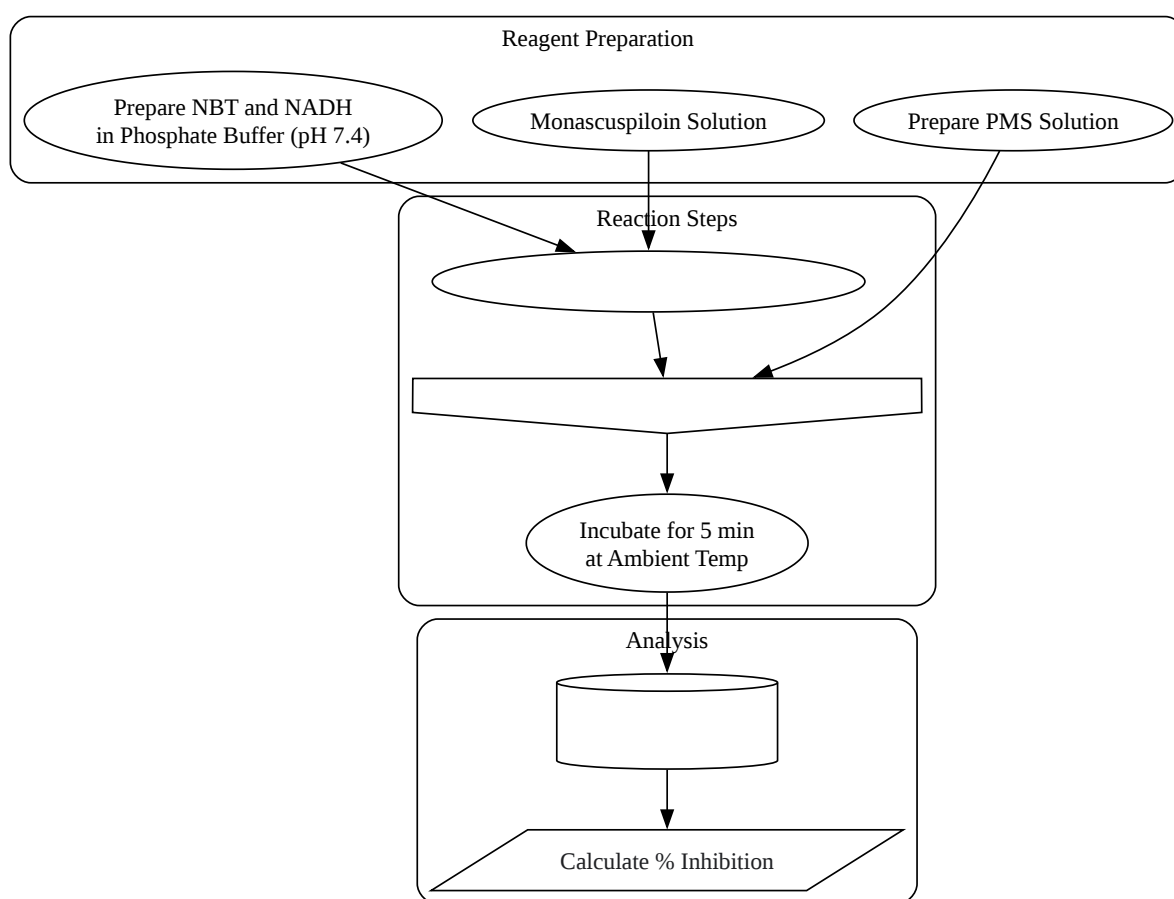 Reagent Preparation
Prepare NBT and NADH
in Phosphate Buffer (pH 7.4)
Monascuspiloin Solution
Prepare PMS Solution
Reaction Steps
Incubate for 5 min
at Ambient Temp
Analysis
Calculate % Inhibition